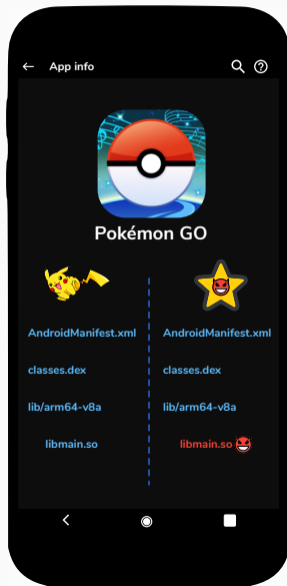 App info
Pokémon GO
AndroidManifest.xml
classes.dex
lib/arm64-v8a
libmain.so
AndroidManifest.xml
classes.dex
lib/arm64-v8a
libmain.so